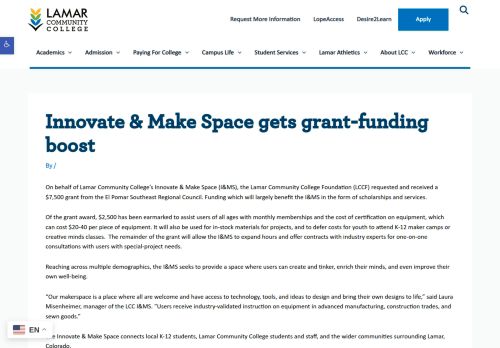 LAMAR
COMMUNITY
COLLEGE
Request More Information LopeAccess Desire2Learn Apply
Academics Admission Paying For College Campus Life Student Services Lamar Athletics About LCC Workforce
Innovate & Make Space gets grant-funding
boost
By /
On behalf of Lamar Community College's Innovate & Make Space (I&MS), the Lamar Community College Foundation (LCCF) requested and received a
$7,500 grant from the El Pomar Southeast Regional Council. Funding which will largely benefit the I&MS in the form of scholarships and services.
Of the grant award, $2,500 has been earmarked to assist users of all ages with monthly memberships and the cost of certification on equipment, which
can cost $20-40 per piece of equipment. It will also be used for in-stock materials for projects, and to defer costs for youth to attend K-12 maker camps or
creative minds classes. The remainder of the grant will allow the I&MS to expand hours and offer contracts with industry experts for one-on-one
consultations with users with special-project needs.
Reaching across multiple demographics, the I&MS seeks to provide a space where users can create and tinker, enrich their minds, and even improve their
own well-being.
"Our makerspace is a place where all are welcome and have access to technology, tools, and ideas to design and bring their own designs to life," said Laura
Misenheimer, manager of the LCC I&MS. "Users receive industry-validated instruction on equipment in advanced manufacturing, construction trades, and
sewn goods."
Innovate & Make Space connects local K-12 students, Lamar Community College students and staff, and the wider communities surrounding Lamar,
Colorado.
EN